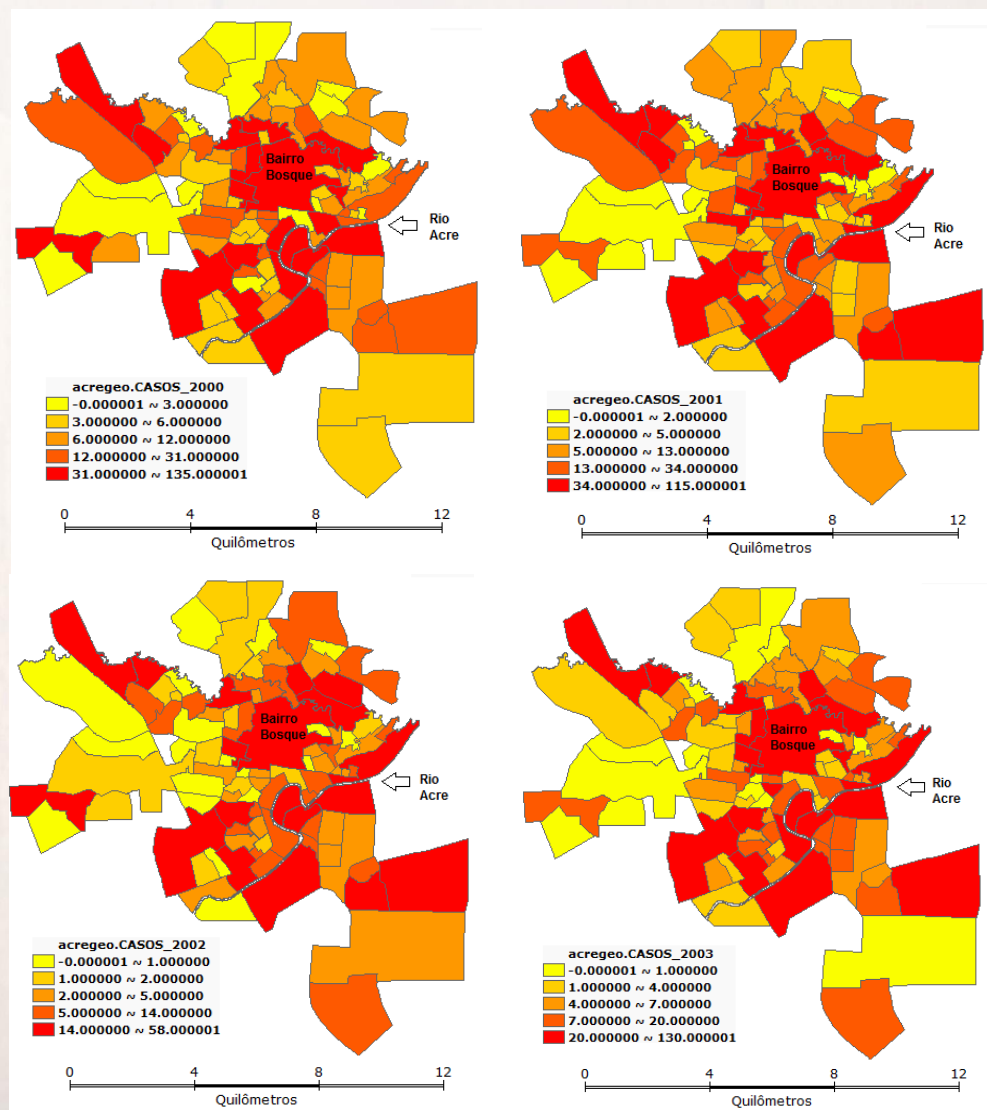 Bairro
Bosque
Rio
Acre
acregeo.CASOS_2000
-0.000001 ~ 3.000000
3.000000 ~ 6.000000
6.000000 ~ 12.000000
12.000000 ~ 31.000000
31.000000 ~ 135.000001
0 4 8 12
Quilômetros
Bairro
Bosque
Rio
Acre
acregeo.CASOS_2001
-0.000001 ~ 2.000000
2.000000 ~ 5.000000
5.000000 ~ 13.000000
13.000000 ~ 34.000000
34.000000 ~ 115.000001
0 4 8 12
Quilômetros
Bairro
Bosque
Rio
Acre
acregeo.CASOS_2002
-0.000001 ~ 1.000000
1.000000 ~ 2.000000
2.000000 ~ 5.000000
5.000000 ~ 14.000000
14.000000 ~ 58.000001
0 4 8 12
Quilômetros
Bairro
Bosque
Rio
Acre
acregeo.CASOS_2003
-0.000001 ~ 1.000000
1.000000 ~ 4.000000
4.000000 ~ 7.000000
7.000000 ~ 20.000000
20.000000 ~ 130.000001
0 4 8 12
Quilômetros